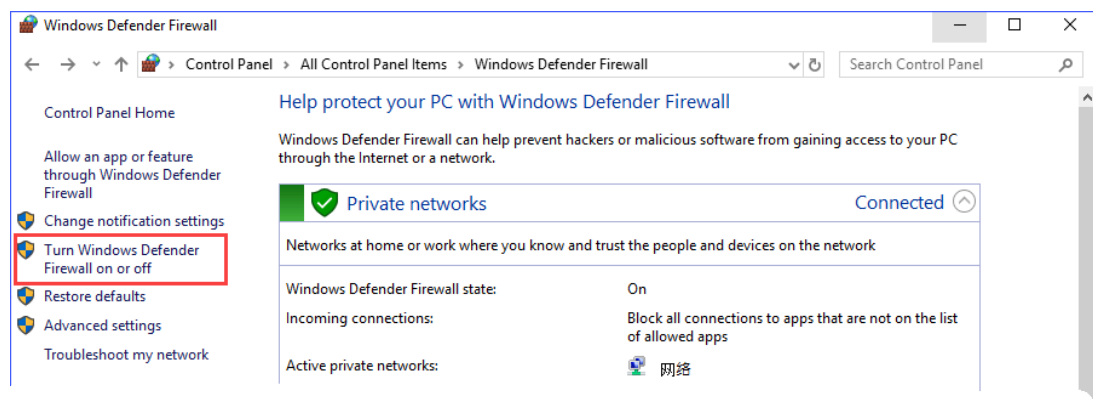 Windows Defender Firewall
Control Panel > All Control Panel Items > Windows Defender Firewall
Search Control Panel
Control Panel Home
Allow an app or feature
through Windows Defender
Firewall
Change notification settings
Turn Windows Defender
Firewall on or off
Restore defaults
Advanced settings
Troubleshoot my network
Help protect your PC with Windows Defender Firewall
Windows Defender Firewall can help prevent hackers or malicious software from gaining access to your PC
through the Internet or a network.
Private networks
Connected
Networks at home or work where you know and trust the people and devices on the network
Windows Defender Firewall state:
On
Incoming connections:
Block all connections to apps that are not on the list
of allowed apps
Active private networks:
网络